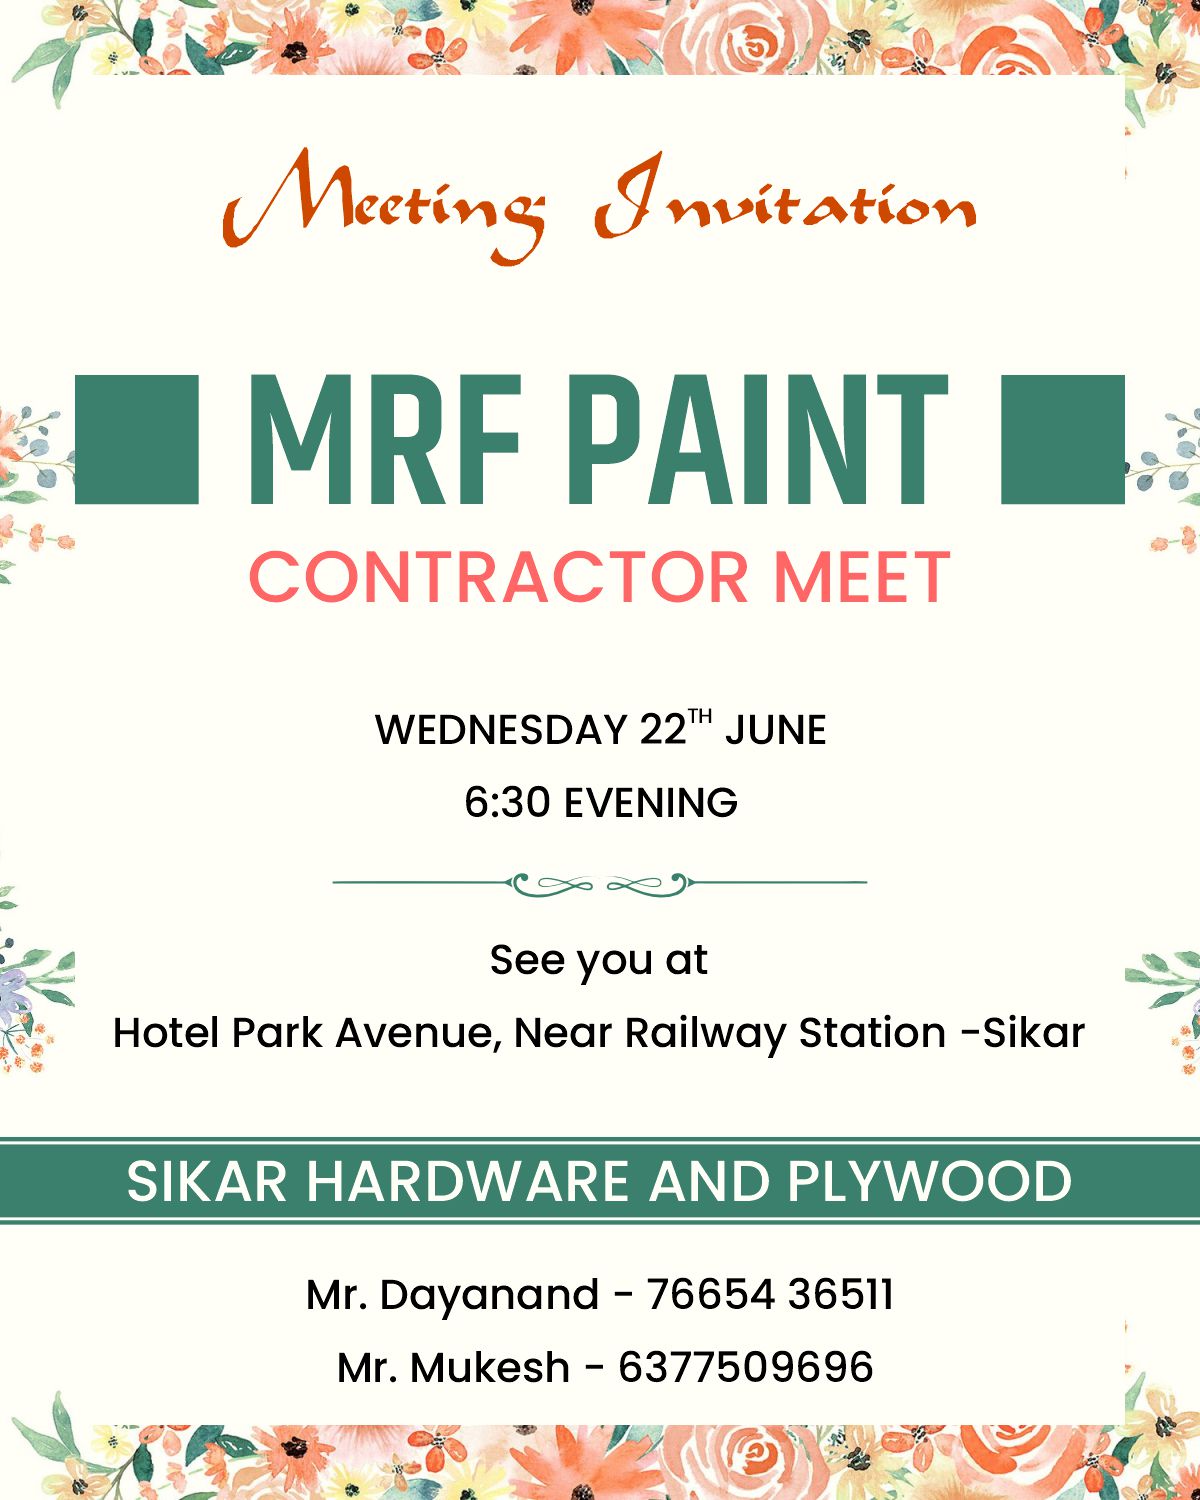 Meeting Invitation
MRF PAINT
CONTRACTOR MEET
WEDNESDAY 22TH JUNE
6:30 EVENING
See you at
Hotel Park Avenue, Near Railway Station -Sikar
SIKAR HARDWARE AND PLYWOOD
Mr. Dayanand - 76654 36511
Mr. Mukesh - 6377509696